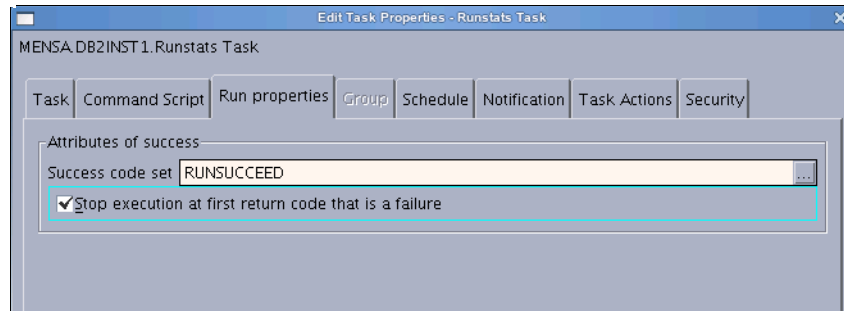 Edit Task Properties - Runstats Task
MENSA.DB2INST1.Runstats Task
Task Command Script Run properties Group Schedule Notification Task Actions Security
Attributes of success
Success code set RUNSUCCEED ...
Stop execution at first return code that is a failure